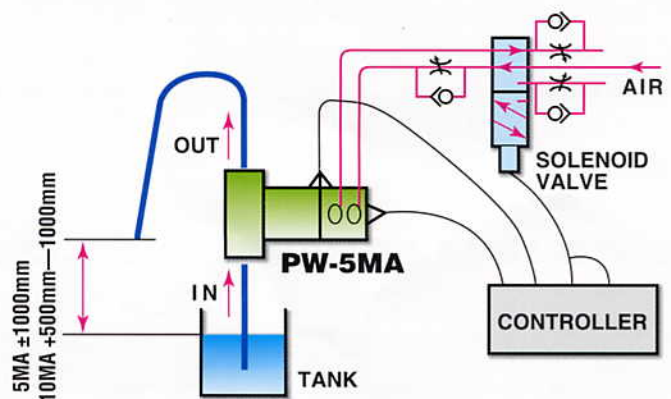 AIR
OUT
SOLENOID
VALVE
PW-5MA
IN
5MA ±1000mm
10MA +500mm—1000mm
CONTROLLER
TANK